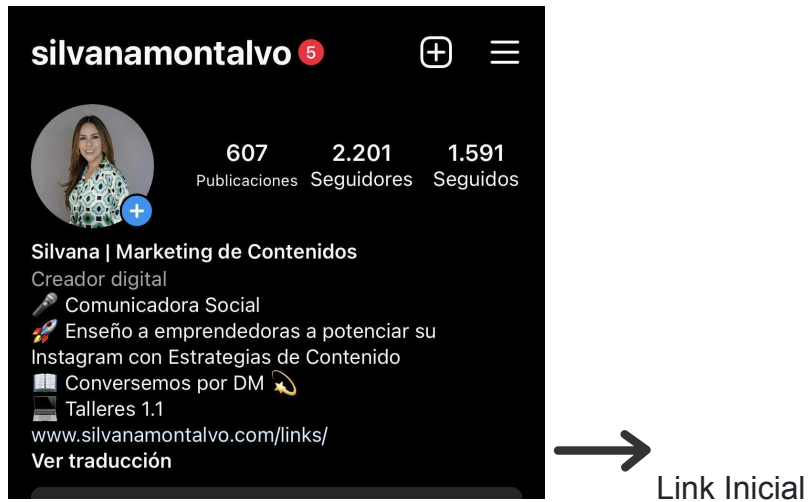 silvanamontalvo 5
607 2.201 1.591
Publicaciones Seguidores Seguidos
Silvana | Marketing de Contenidos
Creador digital
🎤 Comunicadora Social
🚀 Enseño a emprendedoras a potenciar su
Instagram con Estrategias de Contenido
📖 Conversemos por DM 💫
💻 Talleres 1.1
www.silvanamontalvo.com/links/
Ver traducción
Link Inicial